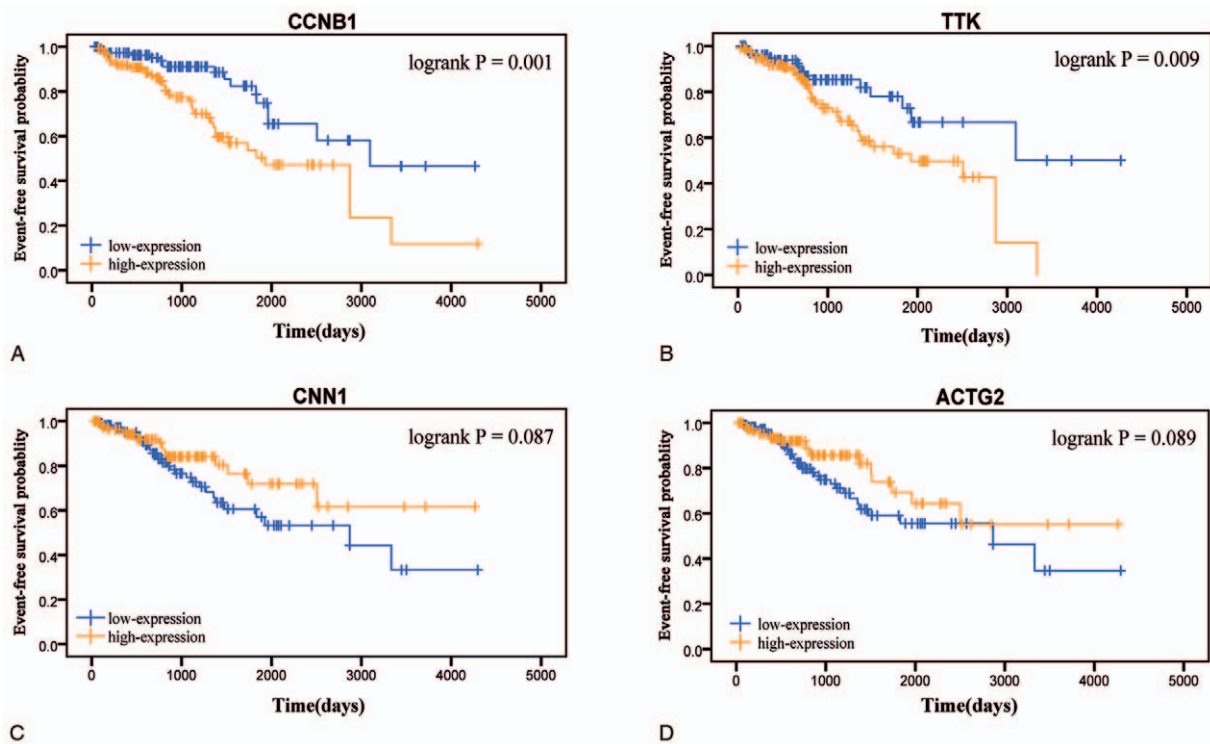 CCNB1
logrank P = 0.001
Event-free survival probablity
1.0
0.8
0.6
0.4
0.2
0.0
low-expression
high-expression
0 1000 2000 3000 4000 5000
Time(days)
A
TTK
logrank P = 0.009
Event-free survival probablity
1.0
0.8
0.6
0.4
0.2
0.0
low-expression
high-expression
0 1000 2000 3000 4000 5000
Time(days)
B
CNN1
logrank P = 0.087
Event-free survival probablity
1.0
0.8
0.6
0.4
0.2
0.0
low-expression
high-expression
0 1000 2000 3000 4000 5000
Time(days)
C
ACTG2
logrank P = 0.089
Event-free survival probablity
1.0
0.8
0.6
0.4
0.2
0.0
low-expression
high-expression
0 1000 2000 3000 4000 5000
Time(days)
D